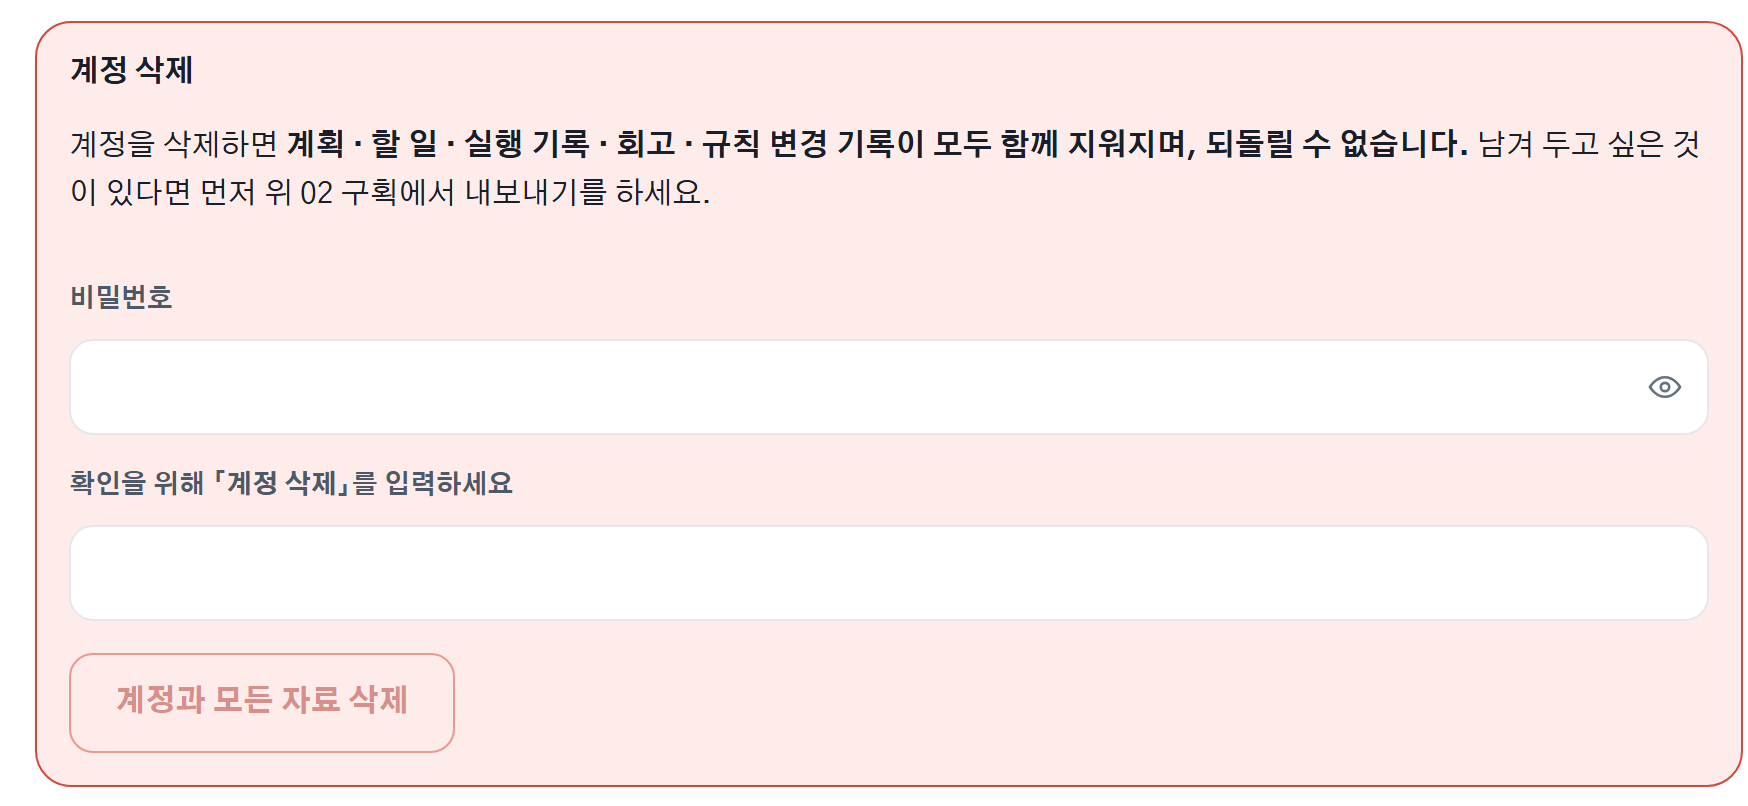 계정 삭제
계정을 삭제하면 계획 · 할 일 · 실행 기록 · 회고 · 규칙 변경 기록이 모두 함께 지워지며, 되돌릴 수 없습니다. 남겨 두고 싶은 것
이 있다면 먼저 위 02 구획에서 내보내기를 하세요.
비밀번호
확인을 위해 「계정 삭제」를 입력하세요
계정과 모든 자료 삭제